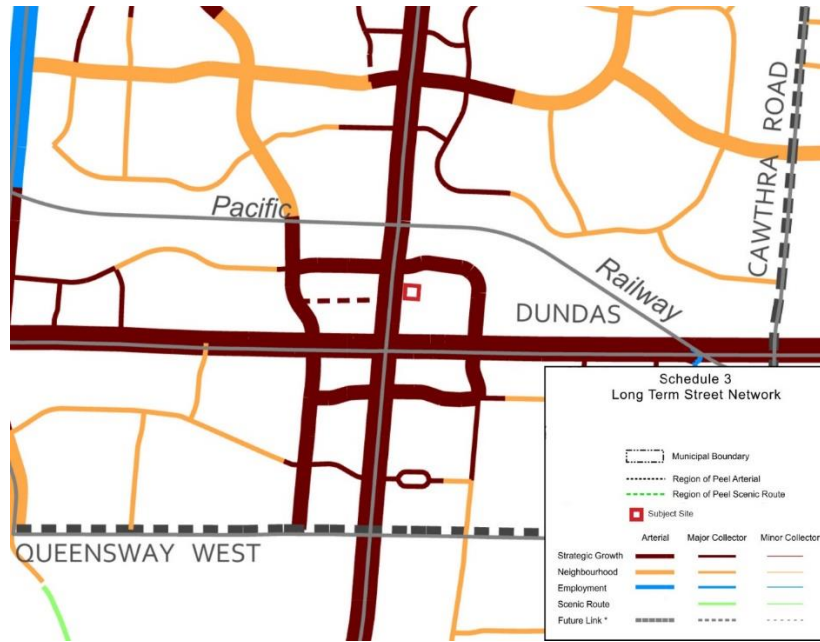 CAWTHRA ROAD
Pacific
Railway
DUNDAS
QUEENSWAY WEST
Schedule 3
Long Term Street Network
Municipal Boundary
Region of Peel Arterial
Region of Peel Scenic Route
Subject Site
Arterial Major Collector Minor Collector
Strategic Growth
Neighbourhood
Employment
Scenic Route
Future Link *